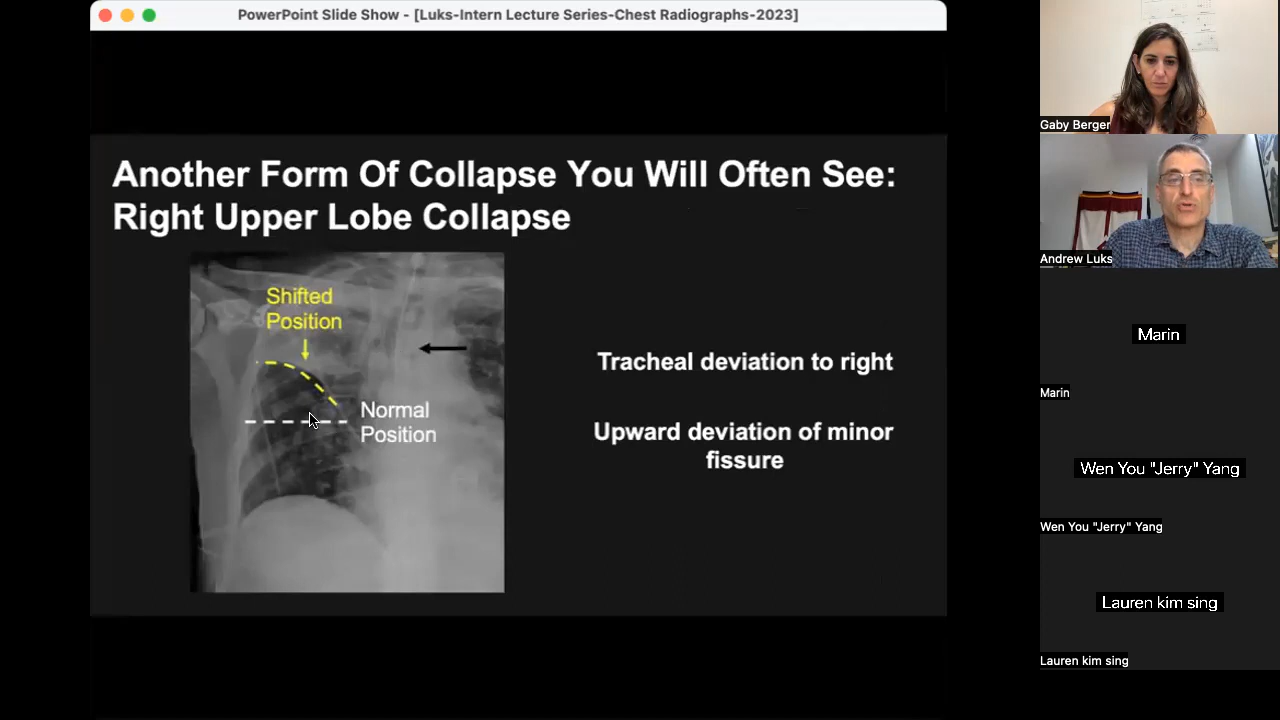 PowerPoint Slide Show - [Luks-Intern Lecture Series-Chest Radiographs-2023]
Another Form Of Collapse You Will Often See:
Right Upper Lobe Collapse
Shifted
Position
Normal
Position
Tracheal deviation to right
Upward deviation of minor
fissure
Gaby Berger
Andrew Luks
Marin
Marin
Wen You "Jerry" Yang
Wen You "Jerry" Yang
Lauren kim sing
Lauren kim sing